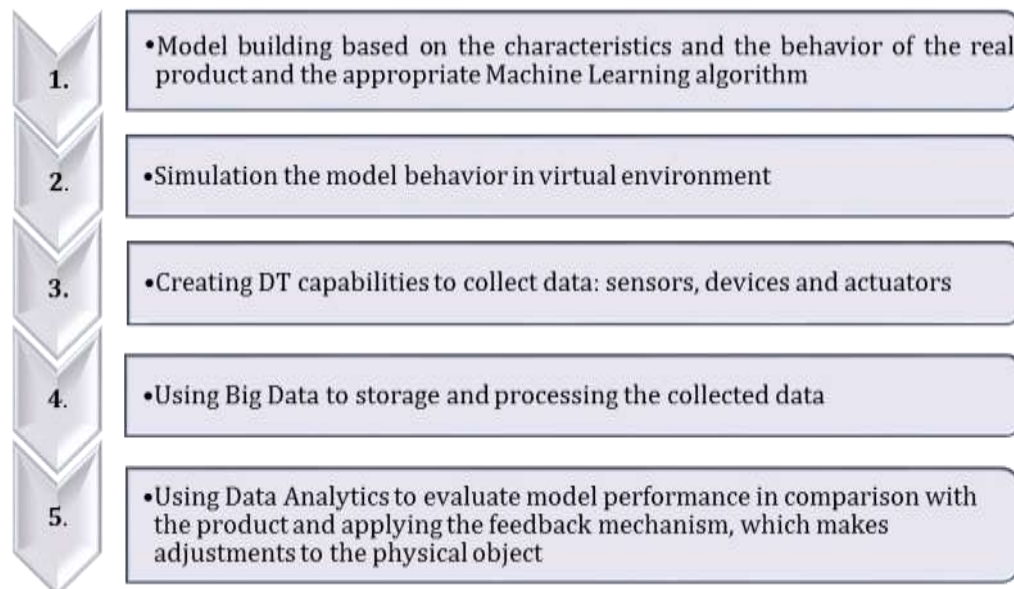 1.
•Model building based on the characteristics and the behavior of the real
product and the appropriate Machine Learning algorithm
2.
•Simulation the model behavior in virtual environment
3.
•Creating DT capabilities to collect data: sensors, devices and actuators
4.
•Using Big Data to storage and processing the collected data
5.
•Using Data Analytics to evaluate model performance in comparison with
the product and applying the feedback mechanism, which makes
adjustments to the physical object